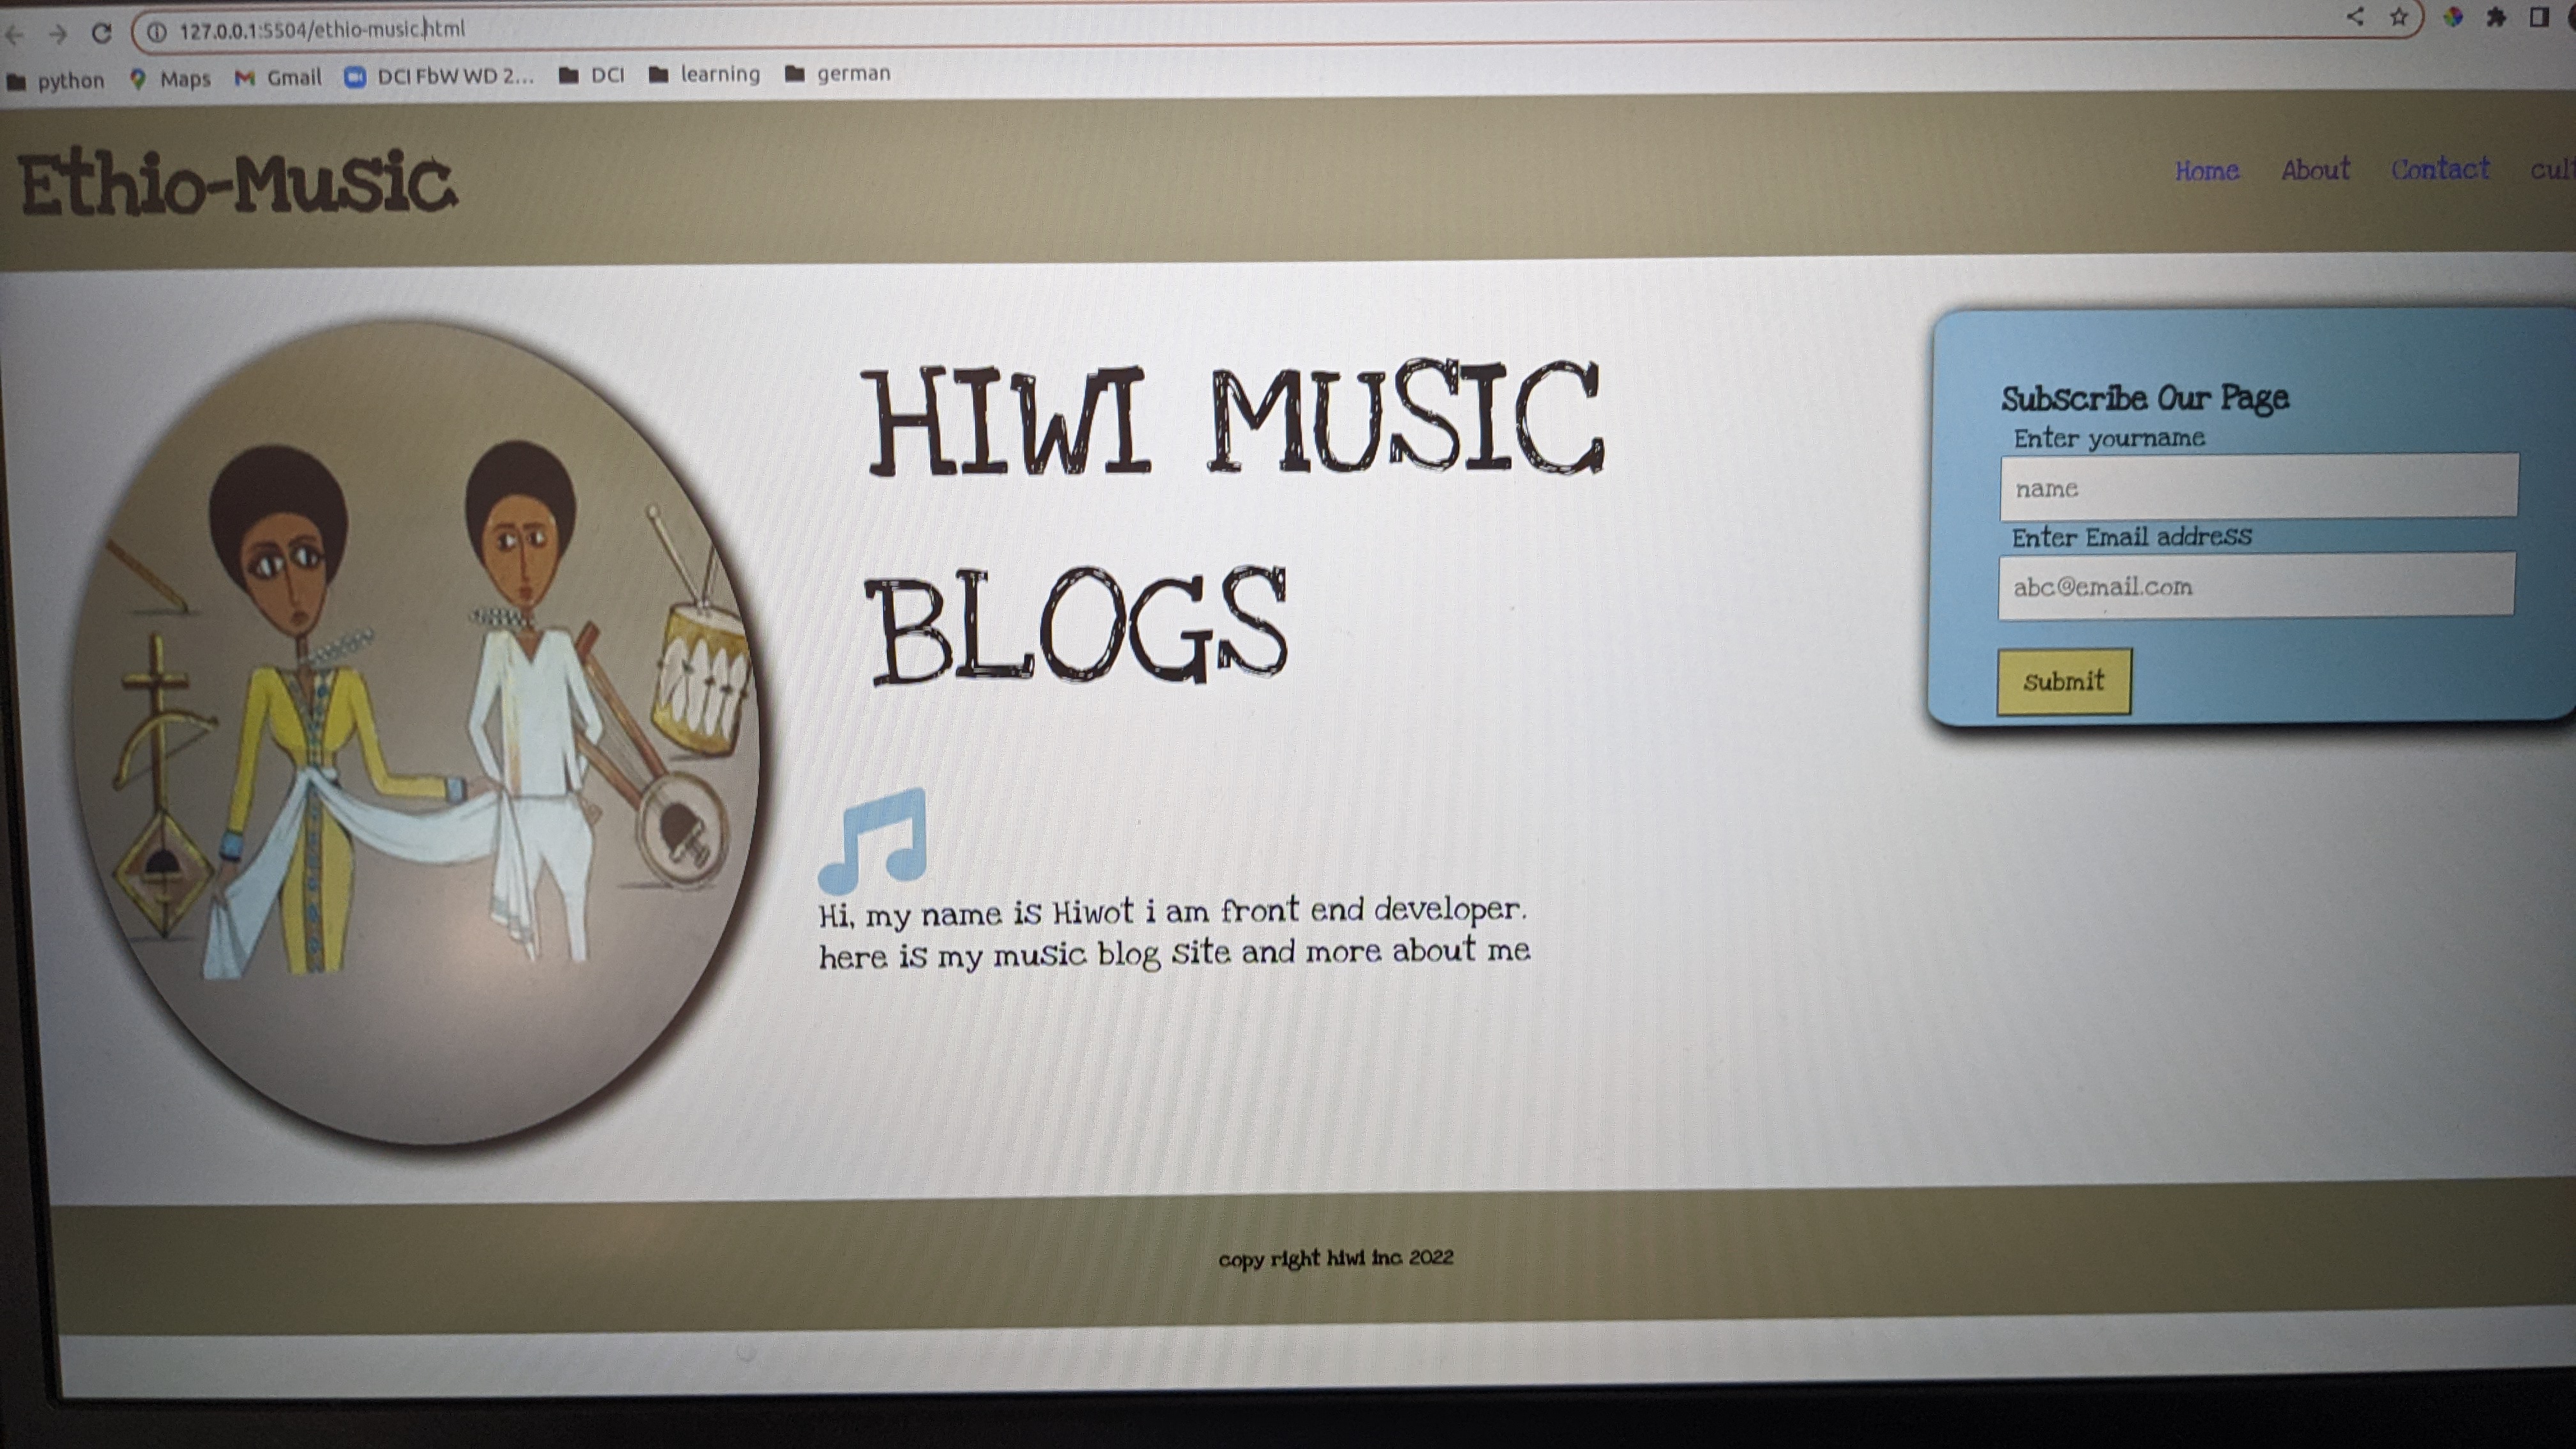 127.0.0.1:5504/ethio-music.html
python Maps Gmail DCI FbW WD 2... DCI learning german
Ethio-Music
Home About Contact cult
HIWI MUSIC
BLOGS
Subscribe Our Page
Enter yourname
name
Enter Email address
abc@email.com
submit
Hi, my name is Hiwot i am front end developer.
here is my music blog site and more about me
copy right hiwi inc 2022